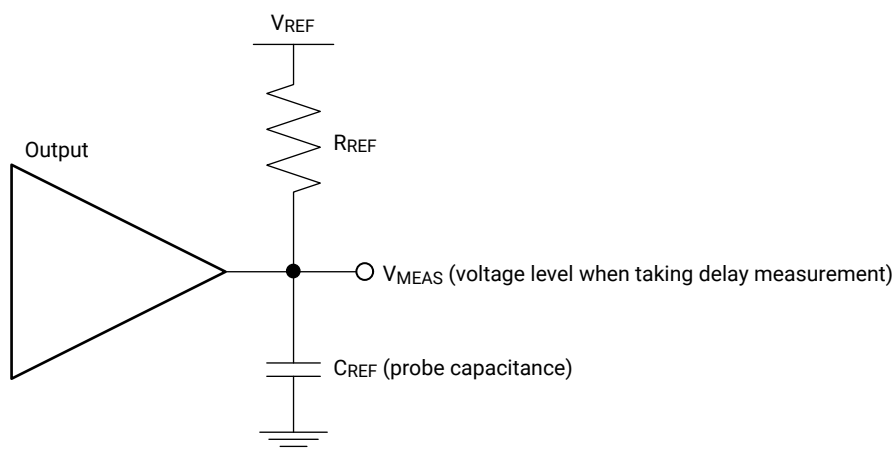 VREF
Output
RREF
VMEAS (voltage level when taking delay measurement)
CREF (probe capacitance)